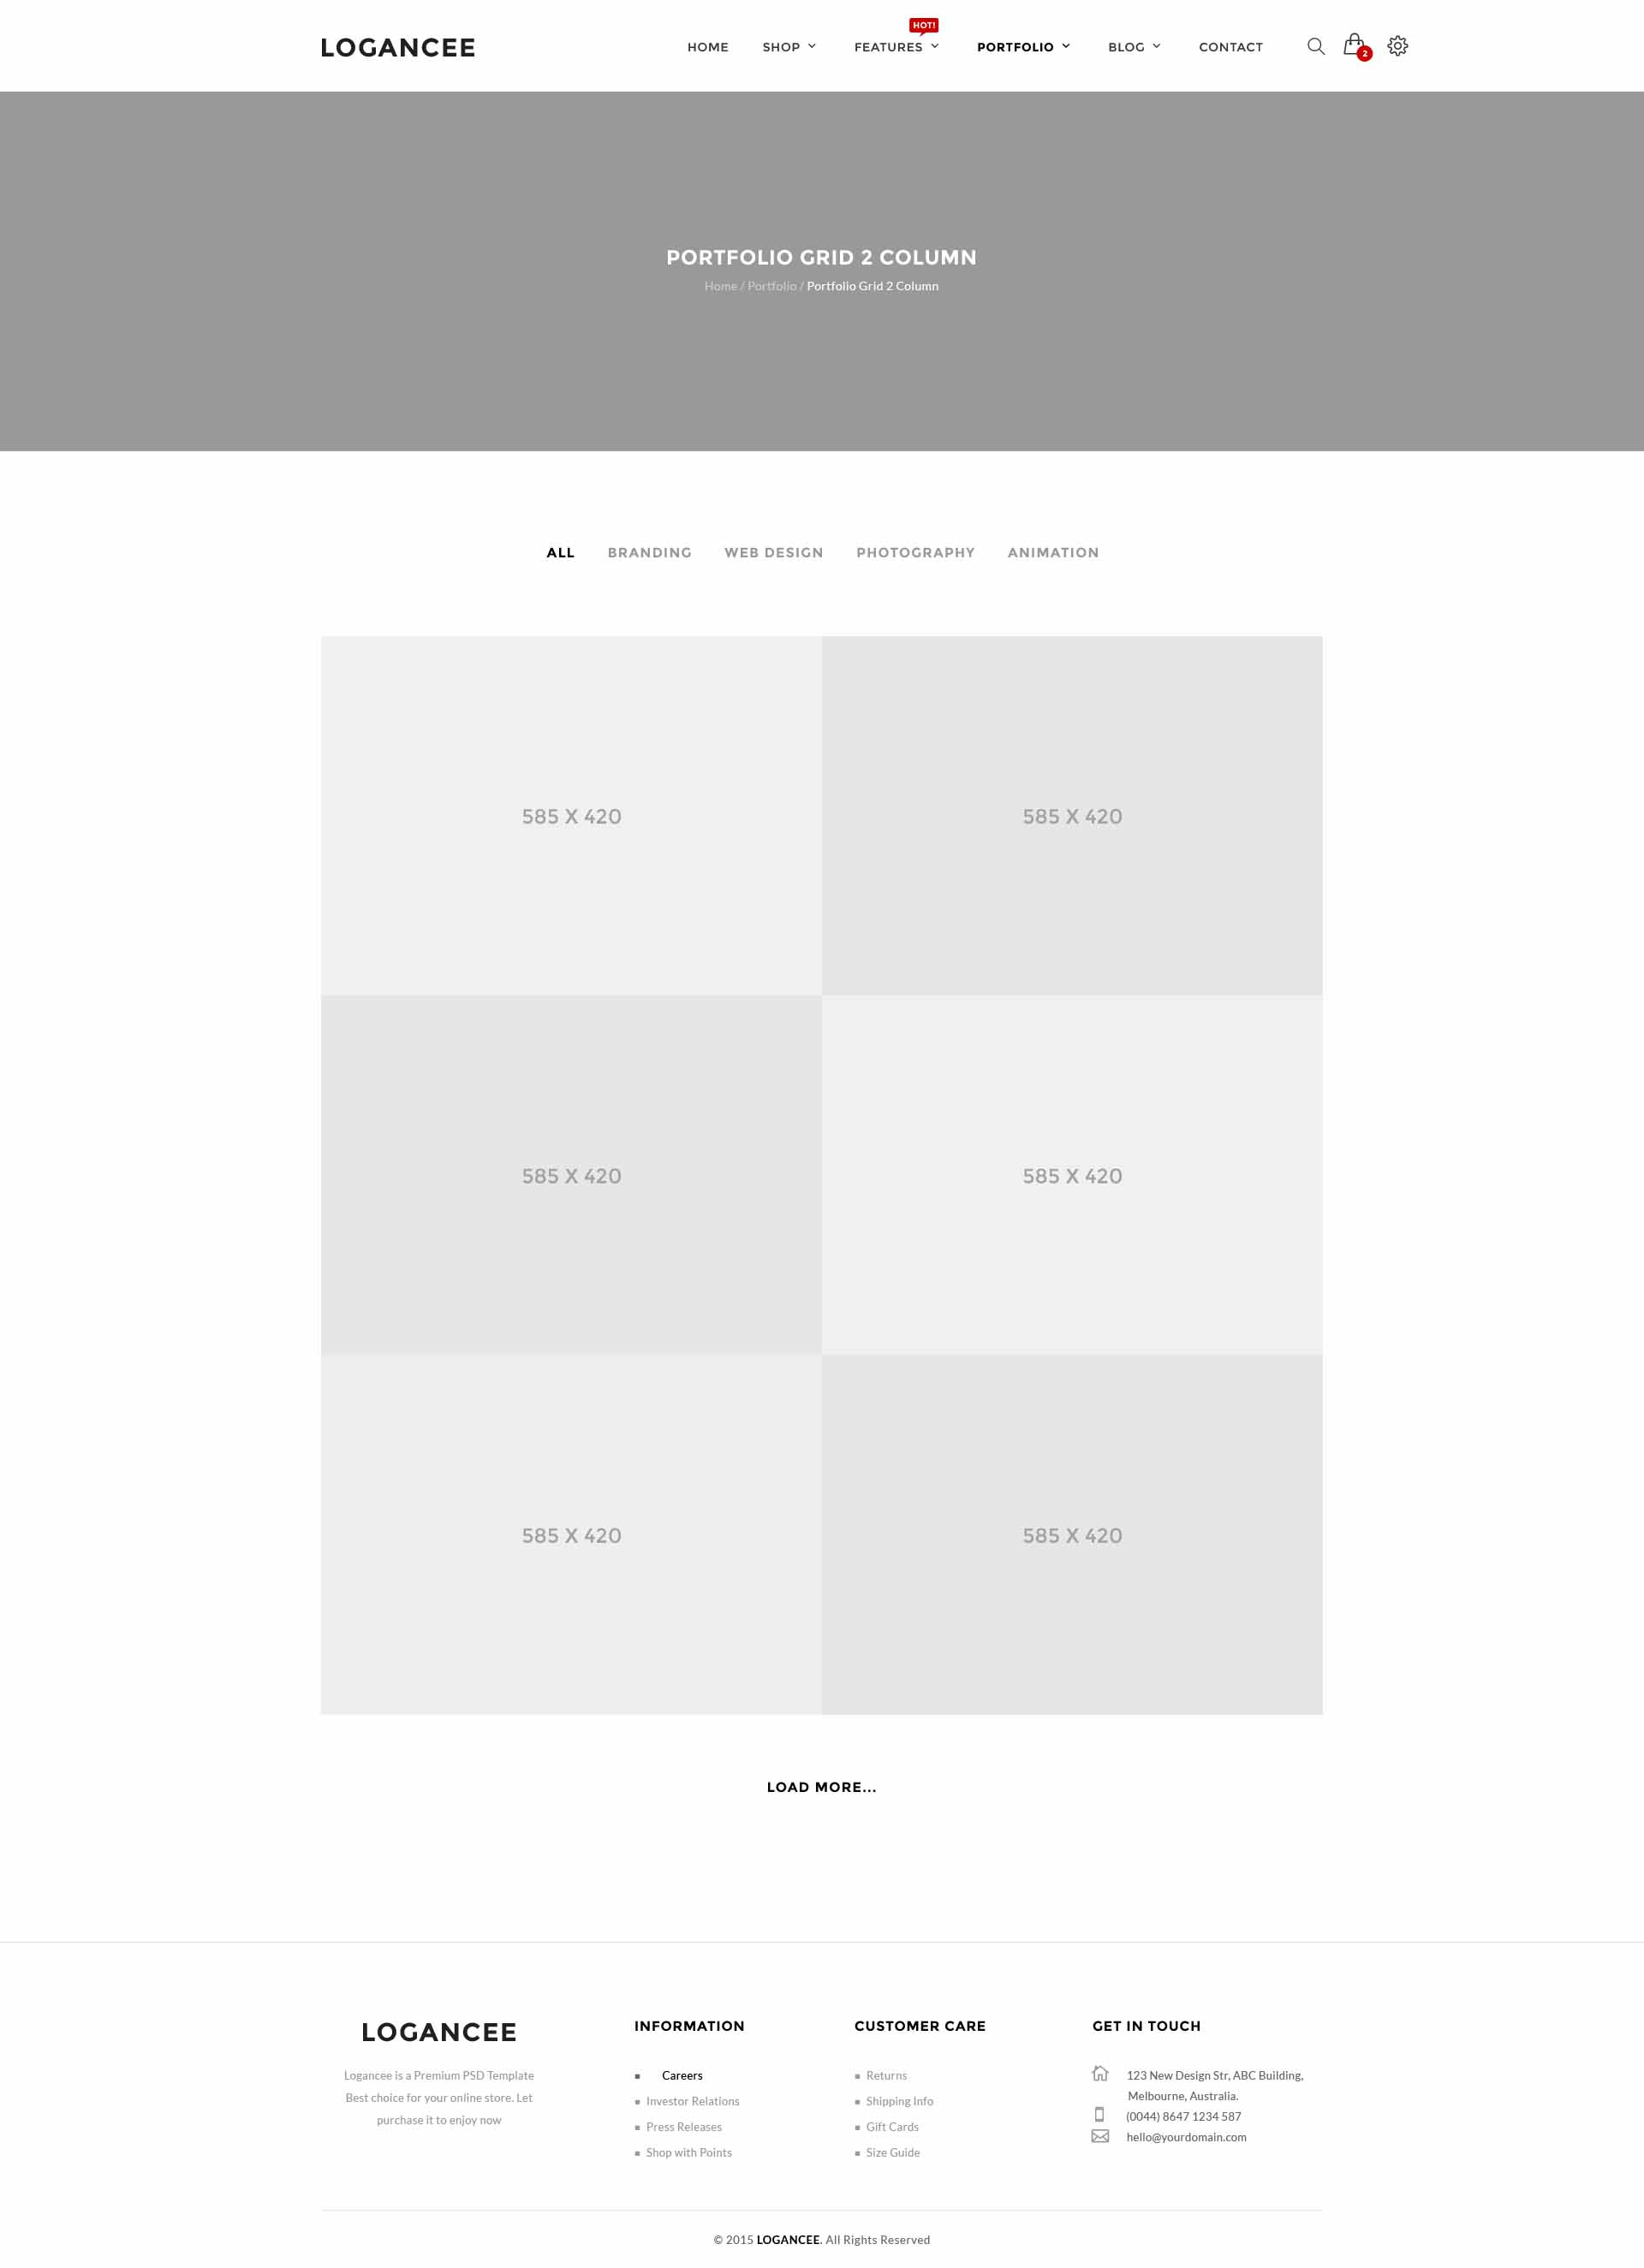 HOT!
LOGANCEE HOME SHOP FEATURES PORTFOLIO BLOG CONTACT 2
PORTFOLIO GRID 2 COLUMN
Home / Portfolio / Portfolio Grid 2 Column
ALL BRANDING WEB DESIGN PHOTOGRAPHY ANIMATION
585 X 420 585 X 420
585 X 420 585 X 420
585 X 420 585 X 420
LOAD MORE...
LOGANCEE
Logancee is a Premium PSD Template
Best choice for your online store. Let
purchase it to enjoy now
INFORMATION
Careers
Investor Relations
Press Releases
Shop with Points
CUSTOMER CARE
Returns
Shipping Info
Gift Cards
Size Guide
GET IN TOUCH
123 New Design Str, ABC Building,
Melbourne, Australia.
(0044) 8647 1234 587
hello@yourdomain.com
© 2015 LOGANCEE. All Rights Reserved